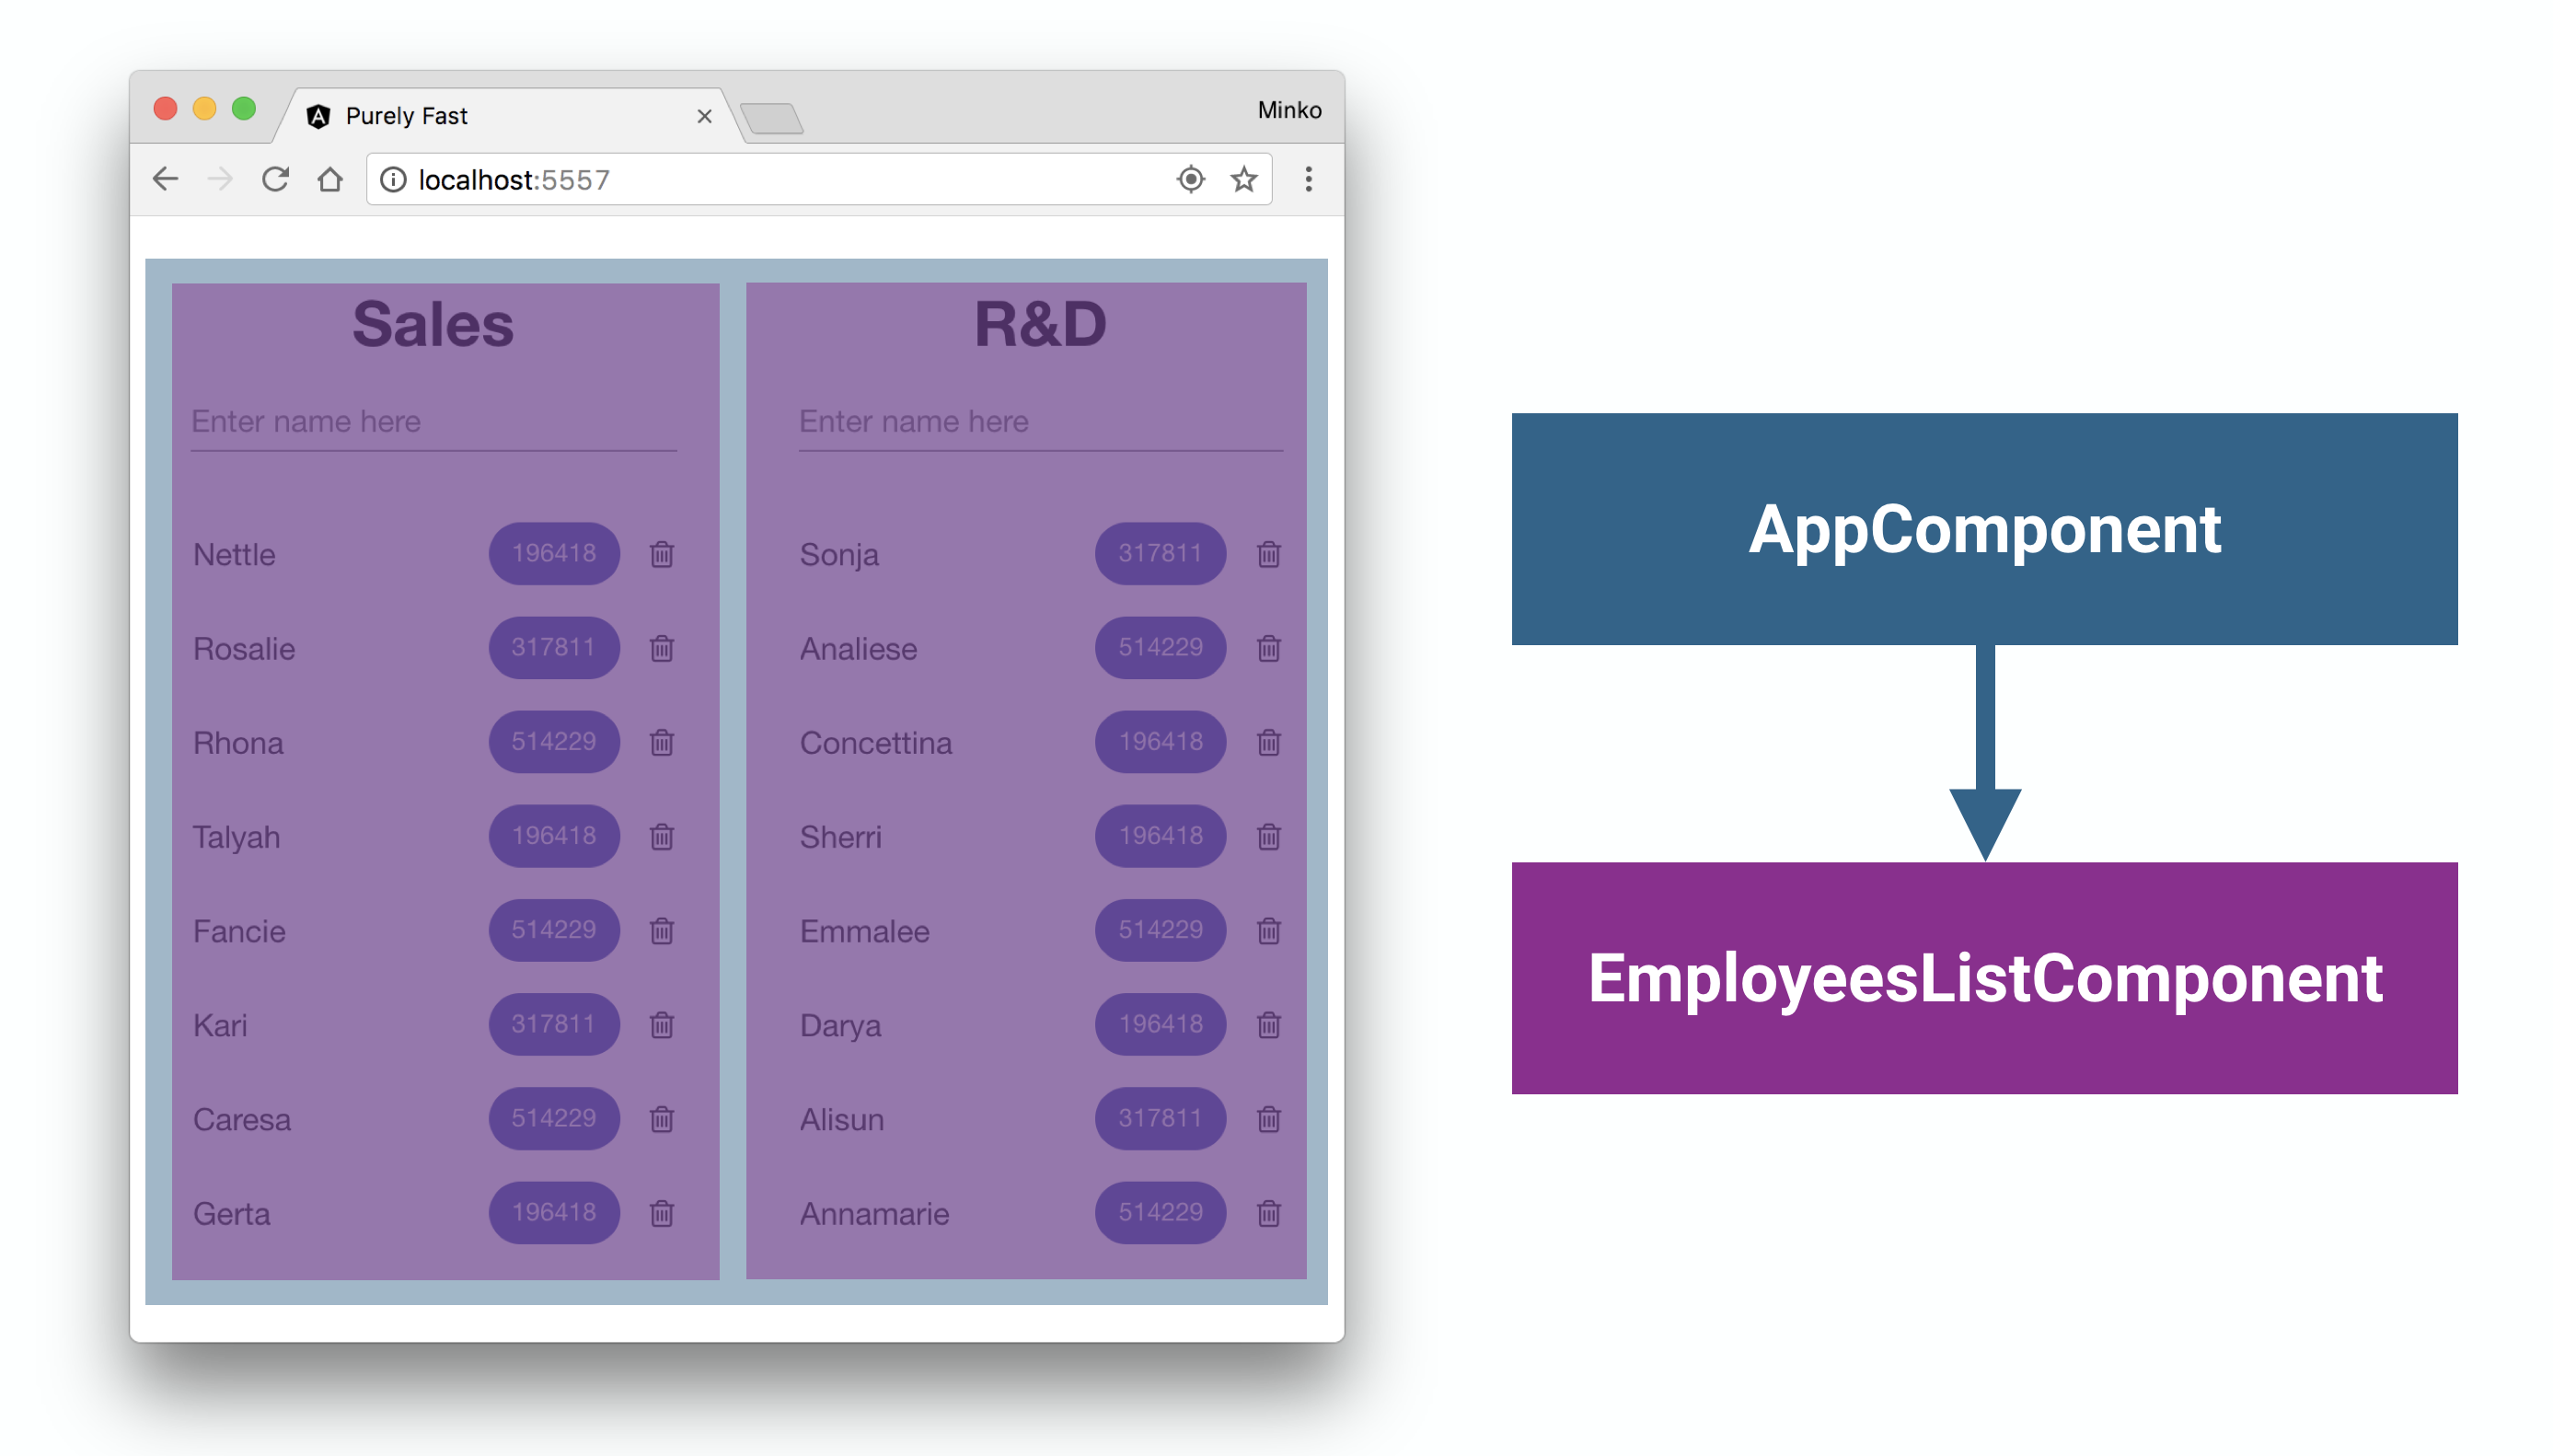 Purely Fast
Minko
localhost:5557
Sales
Enter name here
Nettle 196418
Rosalie 317811
Rhona 514229
Talyah 196418
Fancie 514229
Kari 317811
Caresa 514229
Gerta 196418
R&D
Enter name here
Sonja 317811
Analiese 514229
Concettina 196418
Sherri 196418
Emmalee 514229
Darya 196418
Alisun 317811
Annamarie 514229
AppComponent
EmployeesListComponent